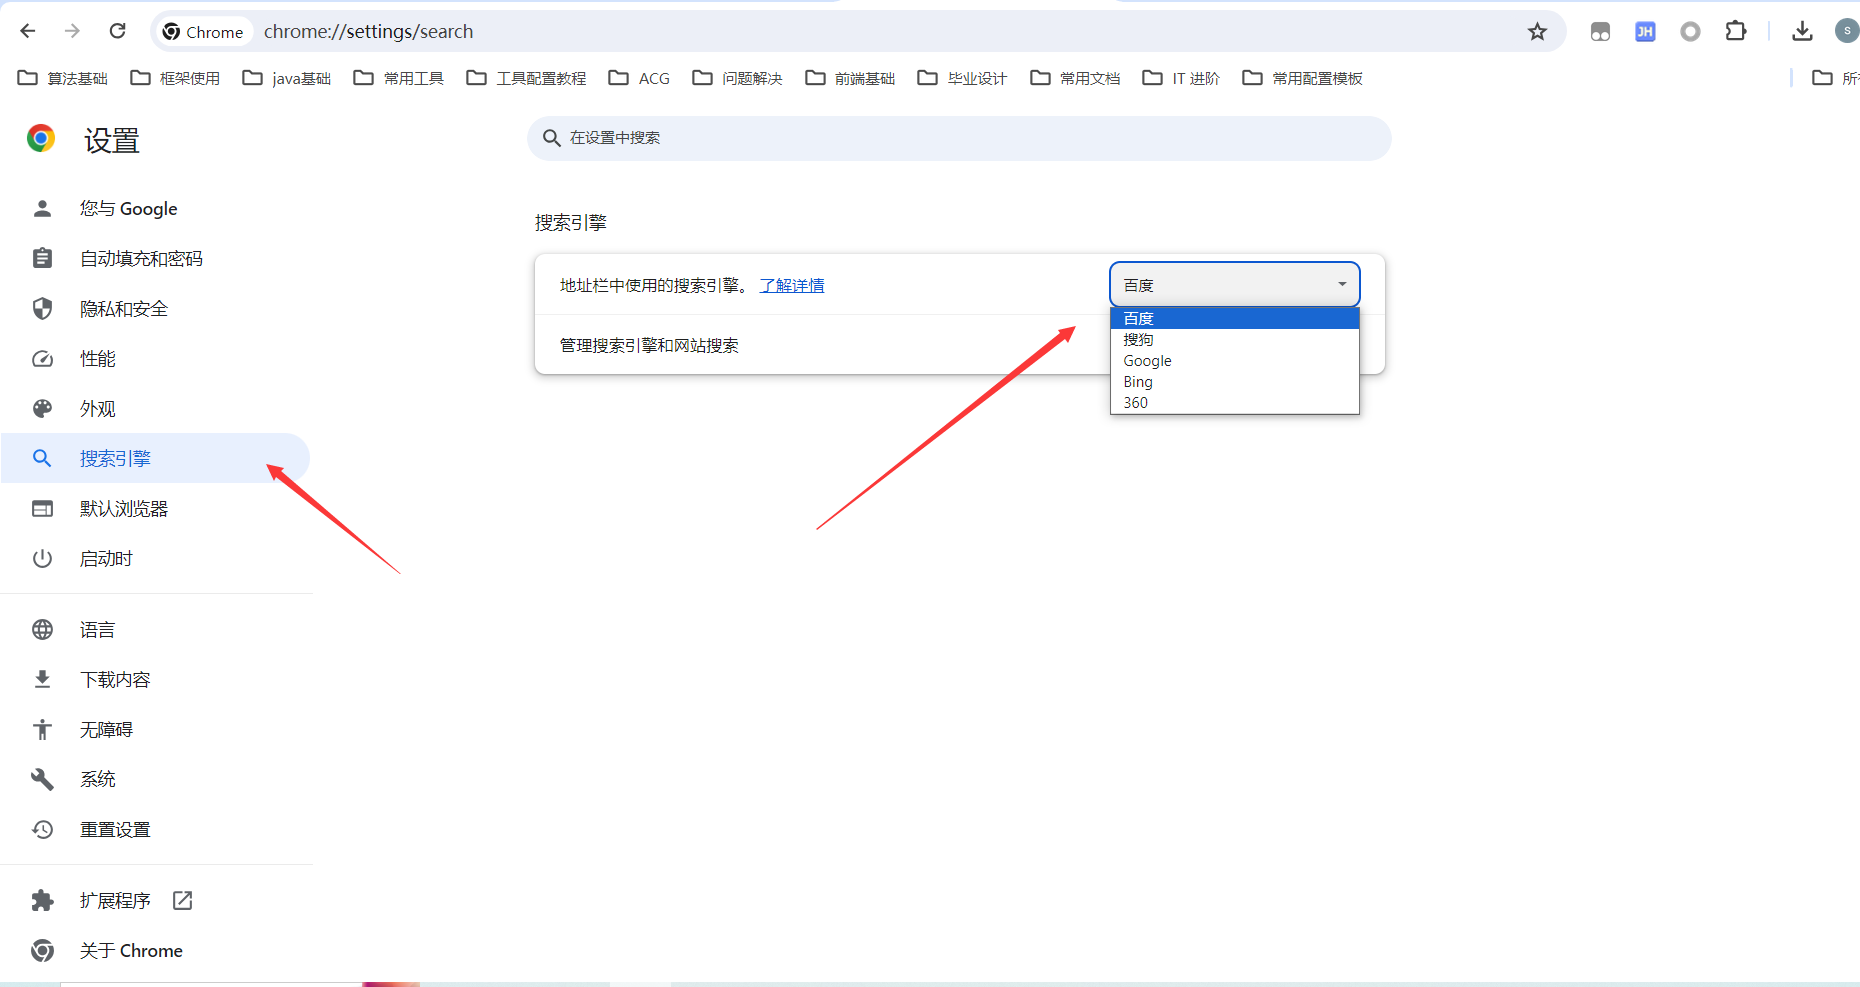 Chrome chrome://settings/search JH S
算法基础 框架使用 java基础 常用工具 工具配置教程 ACG 问题解决 前端基础 毕业设计 常用文档 IT 进阶 常用配置模板
设置
在设置中搜索
您与 Google
自动填充和密码
隐私和安全
性能
外观
搜索引擎
默认浏览器
启动时
语言
下载内容
无障碍
系统
重置设置
扩展程序
关于 Chrome
搜索引擎
地址栏中使用的搜索引擎。 了解详情
百度
管理搜索引擎和网站搜索
百度
搜狗
Google
Bing
360